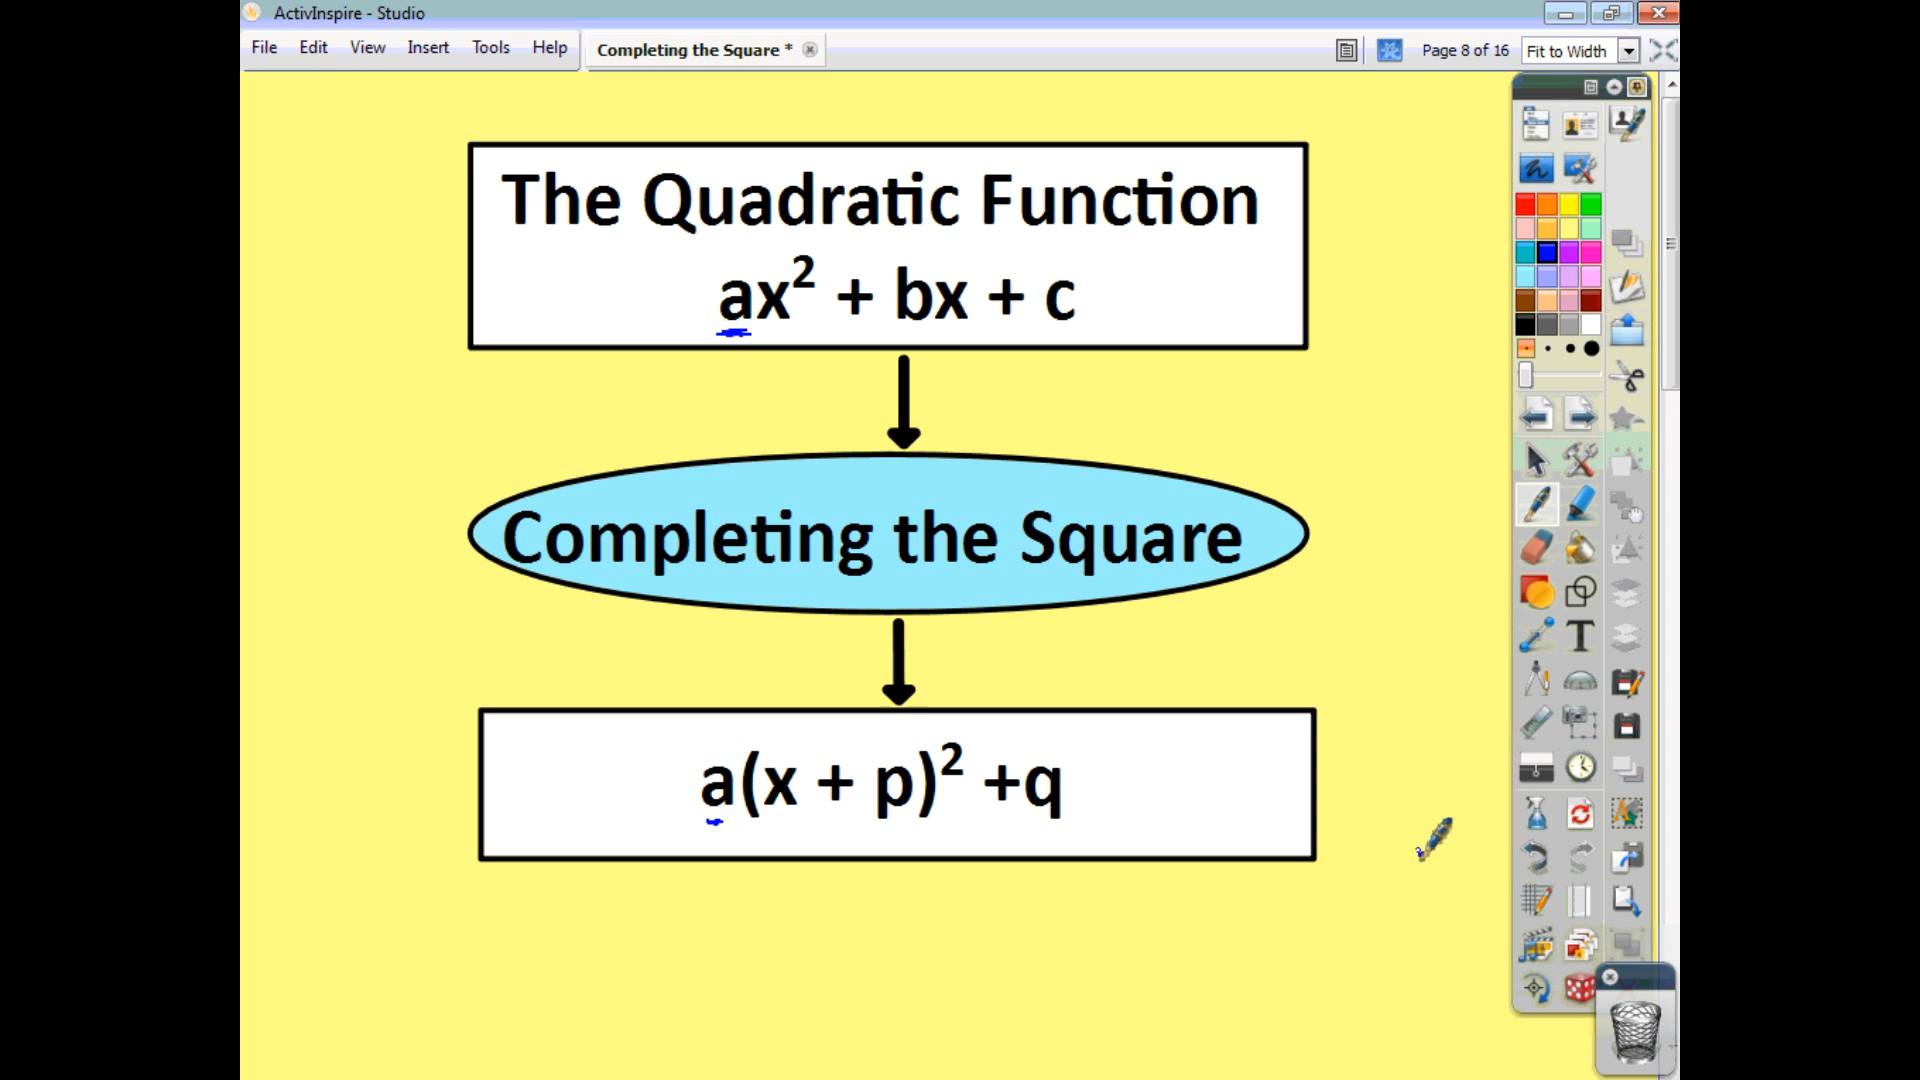 ActivInspire - Studio
File Edit View Insert Tools Help
Completing the Square *
Page 8 of 16
Fit to Width
The Quadratic Function
ax² + bx + c
Completing the Square
a(x + p)² +q